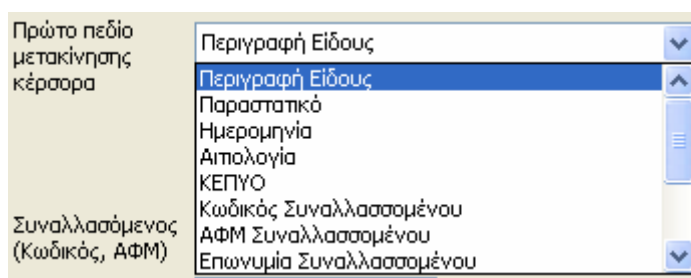 Πρώτο πεδίο
μετακίνησης
κέρσορα
Περιγραφή Είδους
Περιγραφή Είδους
Παραστατικό
Ημερομηνία
Αιτιολογία
ΚΕΠΥΟ
Κωδικός Συναλλασσομένου
ΑΦΜ Συναλλασσομένου
Επωνυμία Συναλλασσομένου
Συναλλασόμενος
(Κωδικός, ΑΦΜ)